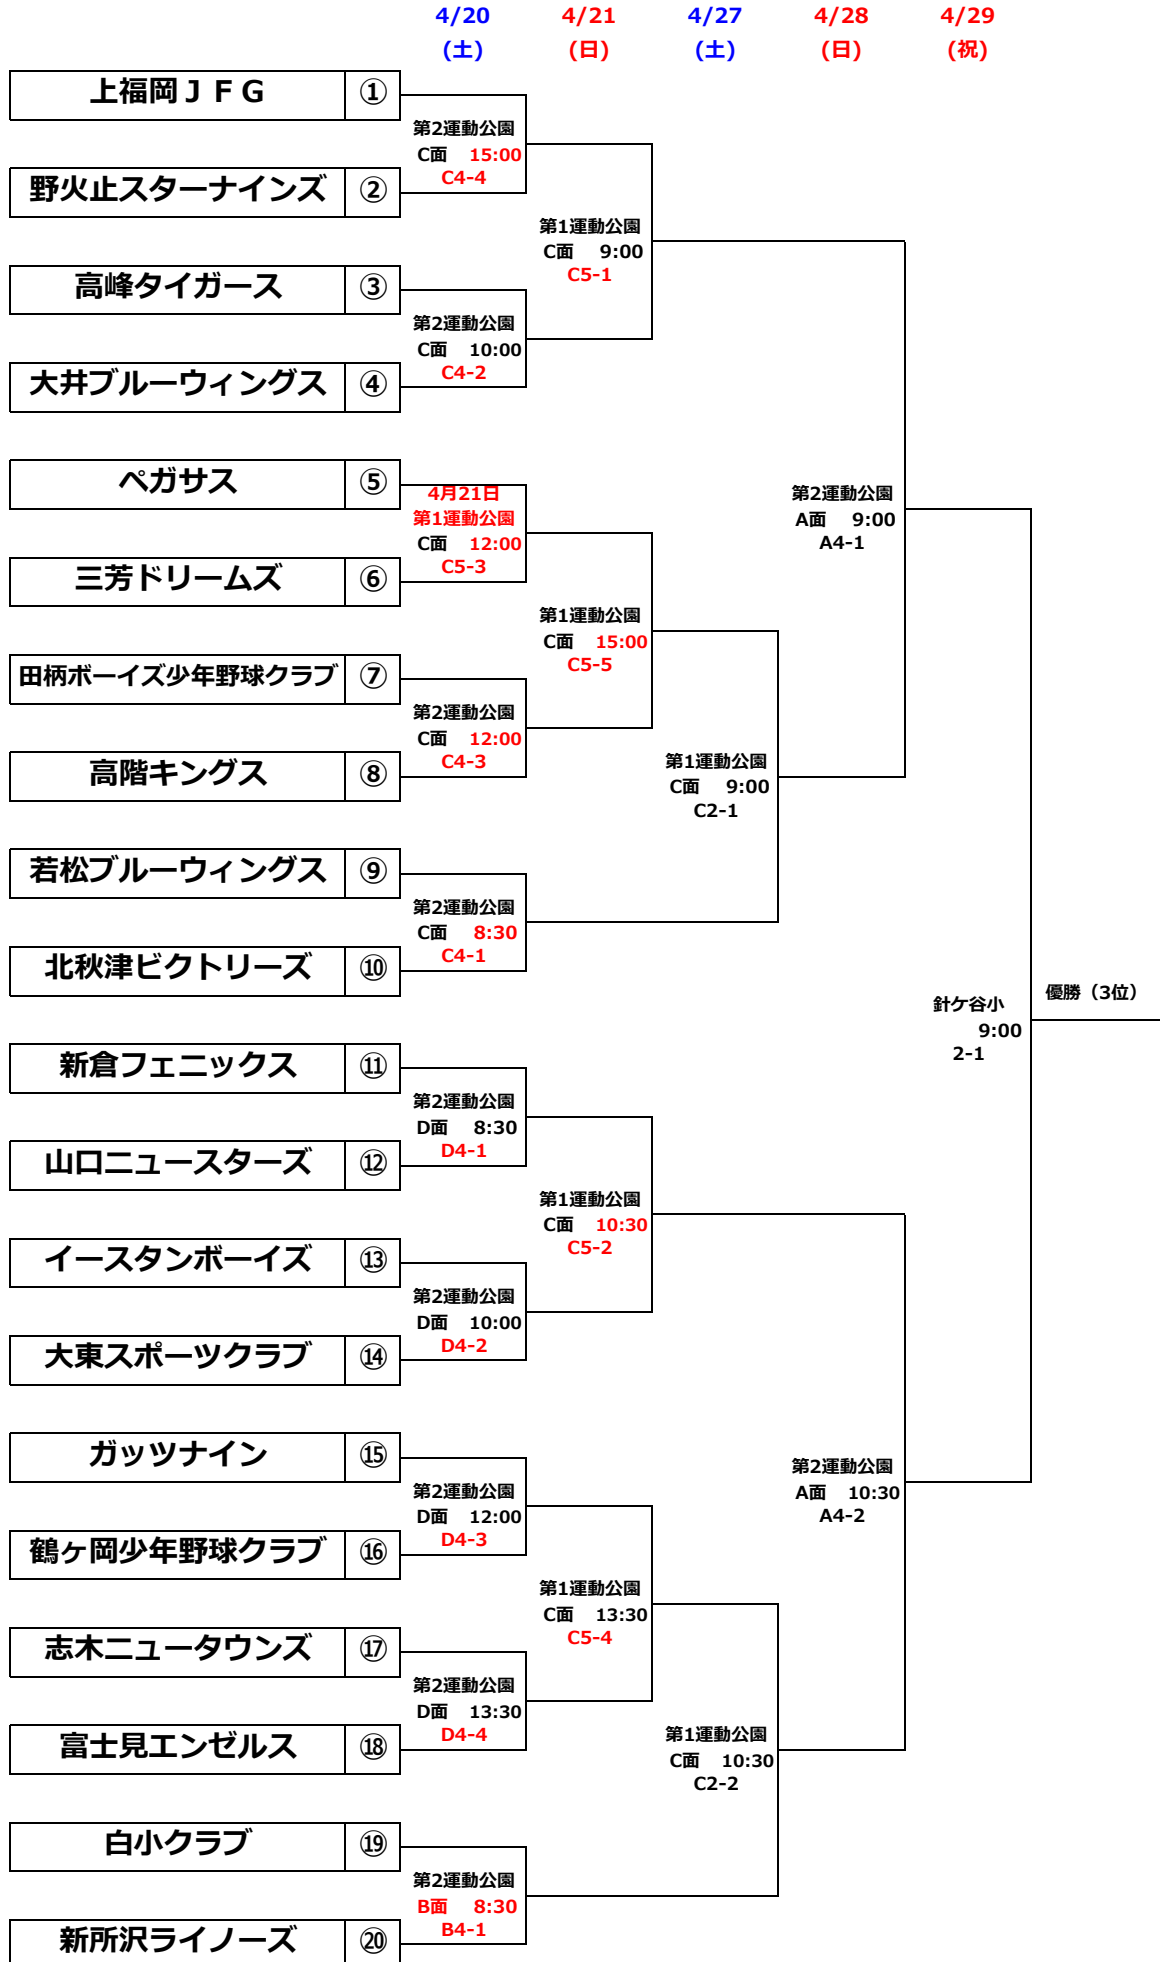 4/20 4/21 4/27 4/28 4/29
(土) (日) (土) (日) (祝)
上福岡ＪＦＧ ①
第2運動公園
C面 15:00
C4-4
野火止スターナインズ ②
第1運動公園
C面 9:00
C5-1
高峰タイガース ③
第2運動公園
C面 10:00
C4-2
大井ブルーウィングス ④
ペガサス ⑤
4月21日
第1運動公園
C面 12:00
C5-3
第2運動公園
A面 9:00
A4-1
三芳ドリームズ ⑥
第1運動公園
C面 15:00
C5-5
田柄ボーイズ少年野球クラブ ⑦
第2運動公園
C面 12:00
C4-3
高階キングス ⑧
第1運動公園
C面 9:00
C2-1
若松ブルーウィングス ⑨
第2運動公園
C面 8:30
C4-1
北秋津ビクトリーズ ⑩
針ケ谷小
9:00
2-1
優勝（3位）
新倉フェニックス ⑪
第2運動公園
D面 8:30
D4-1
山口ニュースターズ ⑫
第1運動公園
C面 10:30
C5-2
イースタンボーイズ ⑬
第2運動公園
D面 10:00
D4-2
大東スポーツクラブ ⑭
ガッツナイン ⑮
第2運動公園
D面 12:00
D4-3
第2運動公園
A面 10:30
A4-2
鶴ヶ岡少年野球クラブ ⑯
第1運動公園
C面 13:30
C5-4
志木ニュータウンズ ⑰
第2運動公園
D面 13:30
D4-4
富士見エンゼルス ⑱
第1運動公園
C面 10:30
C2-2
白小クラブ ⑲
第2運動公園
B面 8:30
B4-1
新所沢ライノーズ ⑳